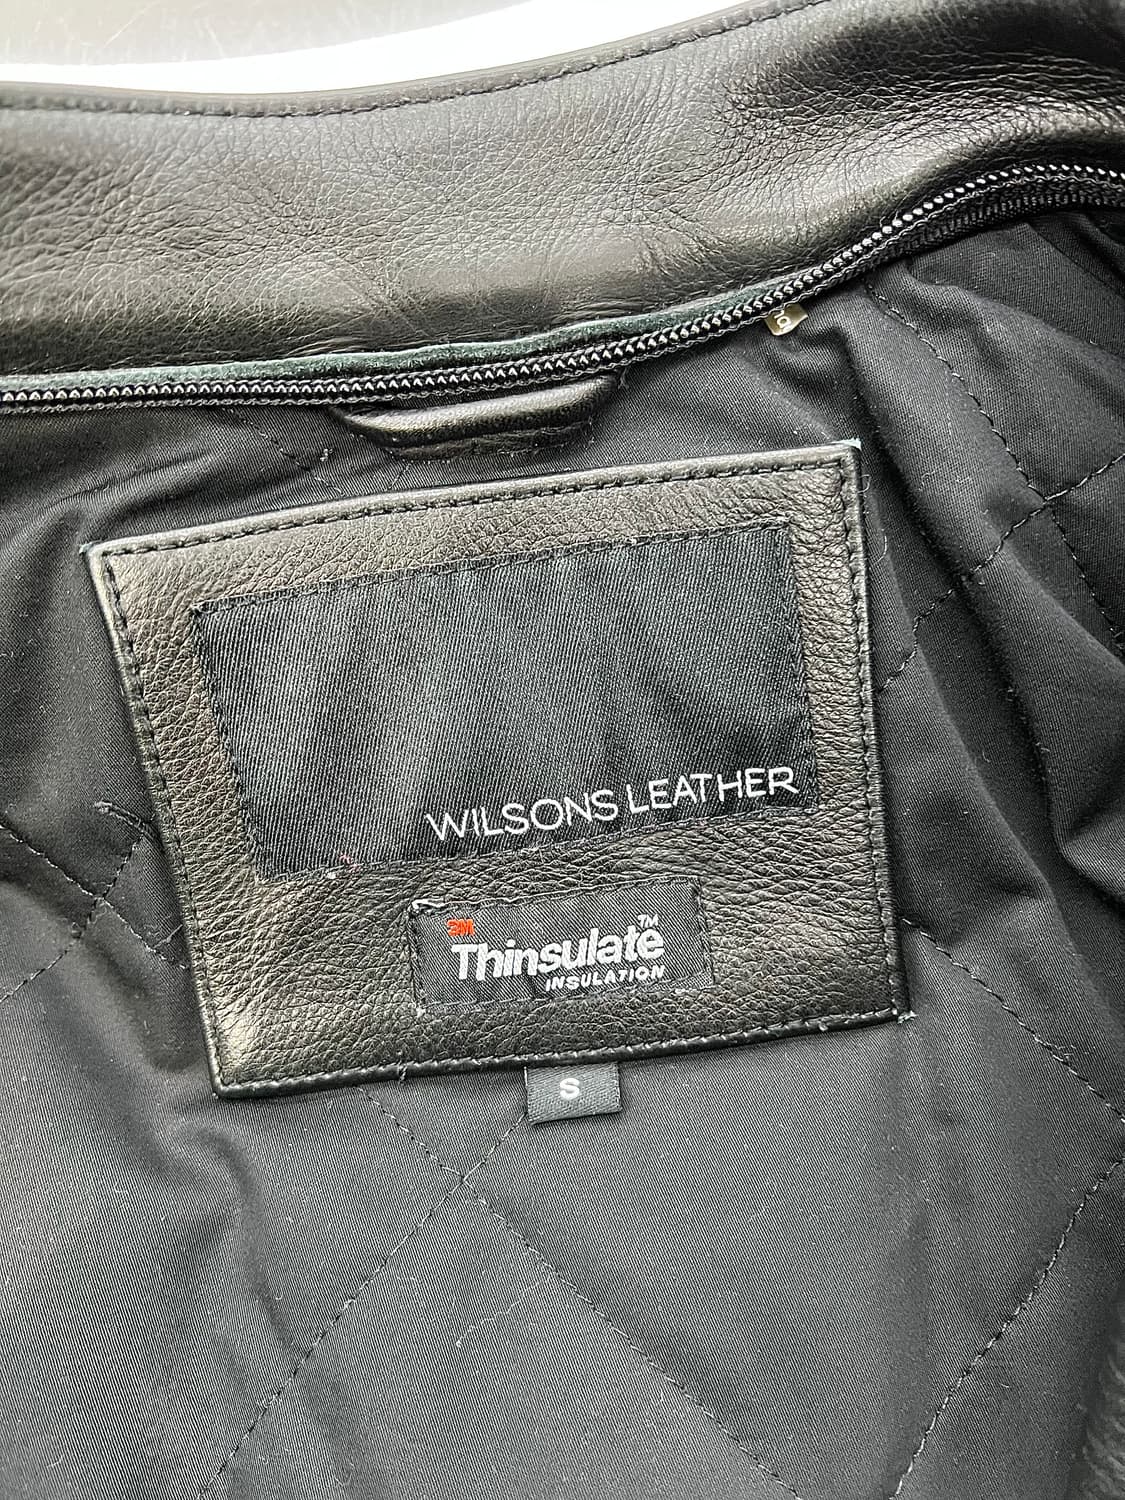 WILSONS LEATHER
3M
Thinsulate™
INSULATION
S